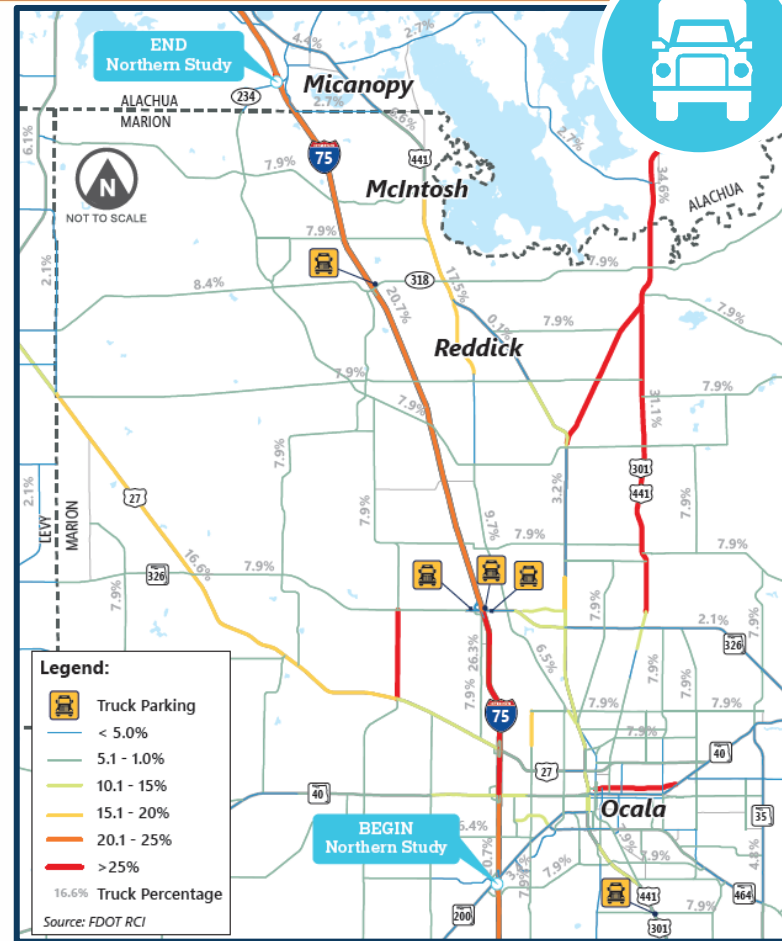 END
Northern Study
4.4%
2.7%
Micanopy
234
ALACHUA
MARION
2.7%
6.1%
75
441
2.7%
34.6%
7.9%
McIntosh
ALACHUA
N
NOT TO SCALE
7.9%
7.9%
318
2.1%
8.4%
20.7%
17.5%
0.1%
7.9%
7.9%
Reddick
7.9%
7.9%
7.9%
31.1%
7.9%
3.2%
301
441
2.1%
LEVY
MARION
27
7.9%
9.7%
7.9%
7.9%
7.9%
16.6%
326
7.9%
7.9%
7.9%
7.9%
2.1%
326
6.5%
26.3%
7.9%
7.9%
7.9%
75
7.9%
7.9%
7.9%
40
27
40
Ocala
35
BEGIN
Northern Study
7.9%
7.9%
7.9%
4.8%
441
464
200
7.9%
301
Legend:
Truck Parking
< 5.0%
5.1 - 1.0%
10.1 - 15%
15.1 - 20%
20.1 - 25%
>25%
16.6% Truck Percentage
Source: FDOT RCI